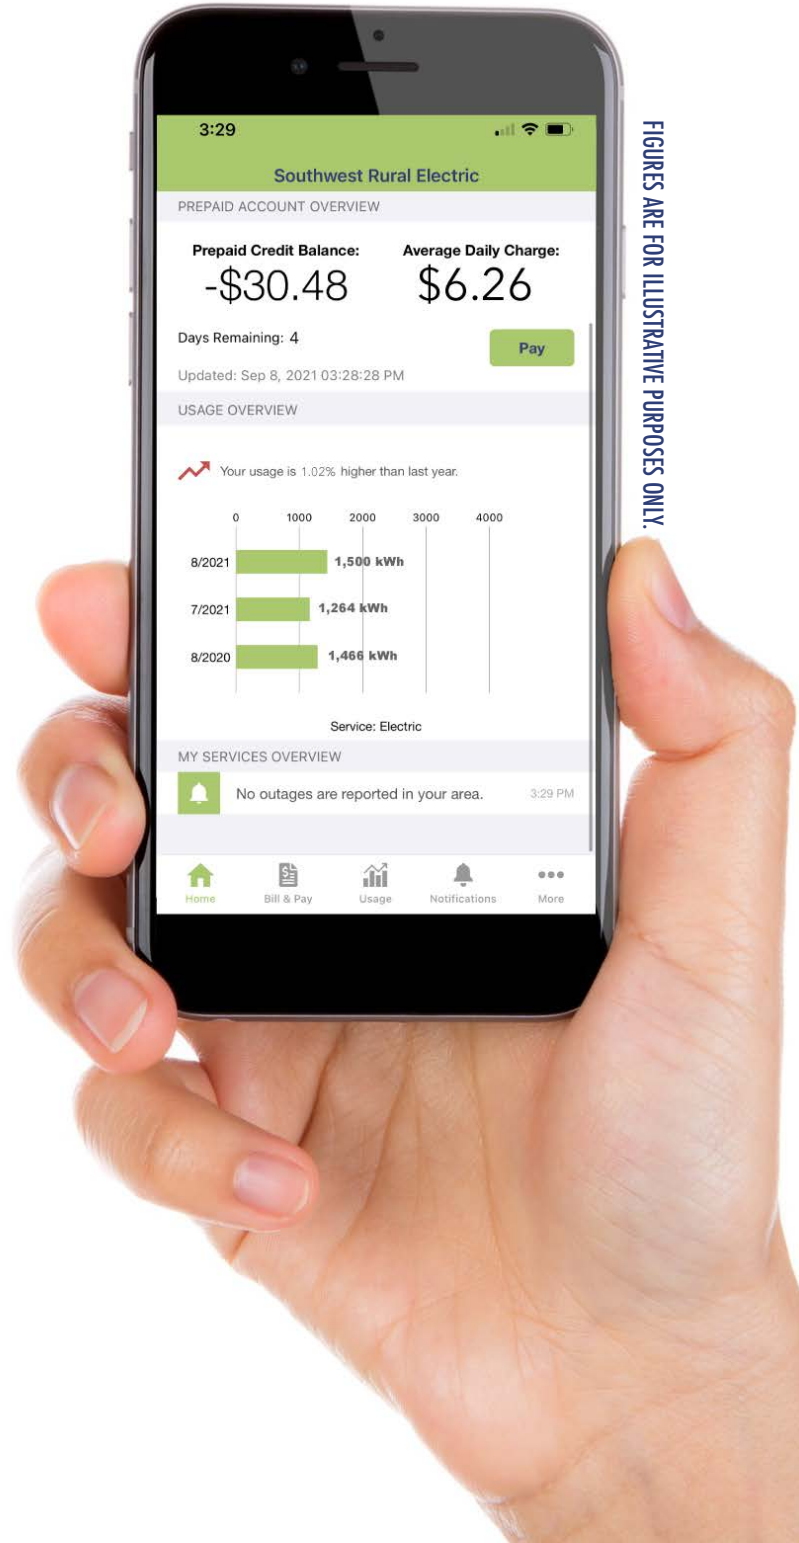 3:29
Southwest Rural Electric
PREPAID ACCOUNT OVERVIEW
Prepaid Credit Balance: Average Daily Charge:
-$30.48 $6.26
Days Remaining: 4
Pay
Updated: Sep 8, 2021 03:28:28 PM
USAGE OVERVIEW
Your usage is 1.02% higher than last year.
0 1000 2000 3000 4000
8/2021 1,500 kWh
7/2021 1,264 kWh
8/2020 1,466 kWh
Service: Electric
MY SERVICES OVERVIEW
No outages are reported in your area. 3:29 PM
Home Bill & Pay Usage Notifications More
FIGURES ARE FOR ILLUSTRATIVE PURPOSES ONLY.